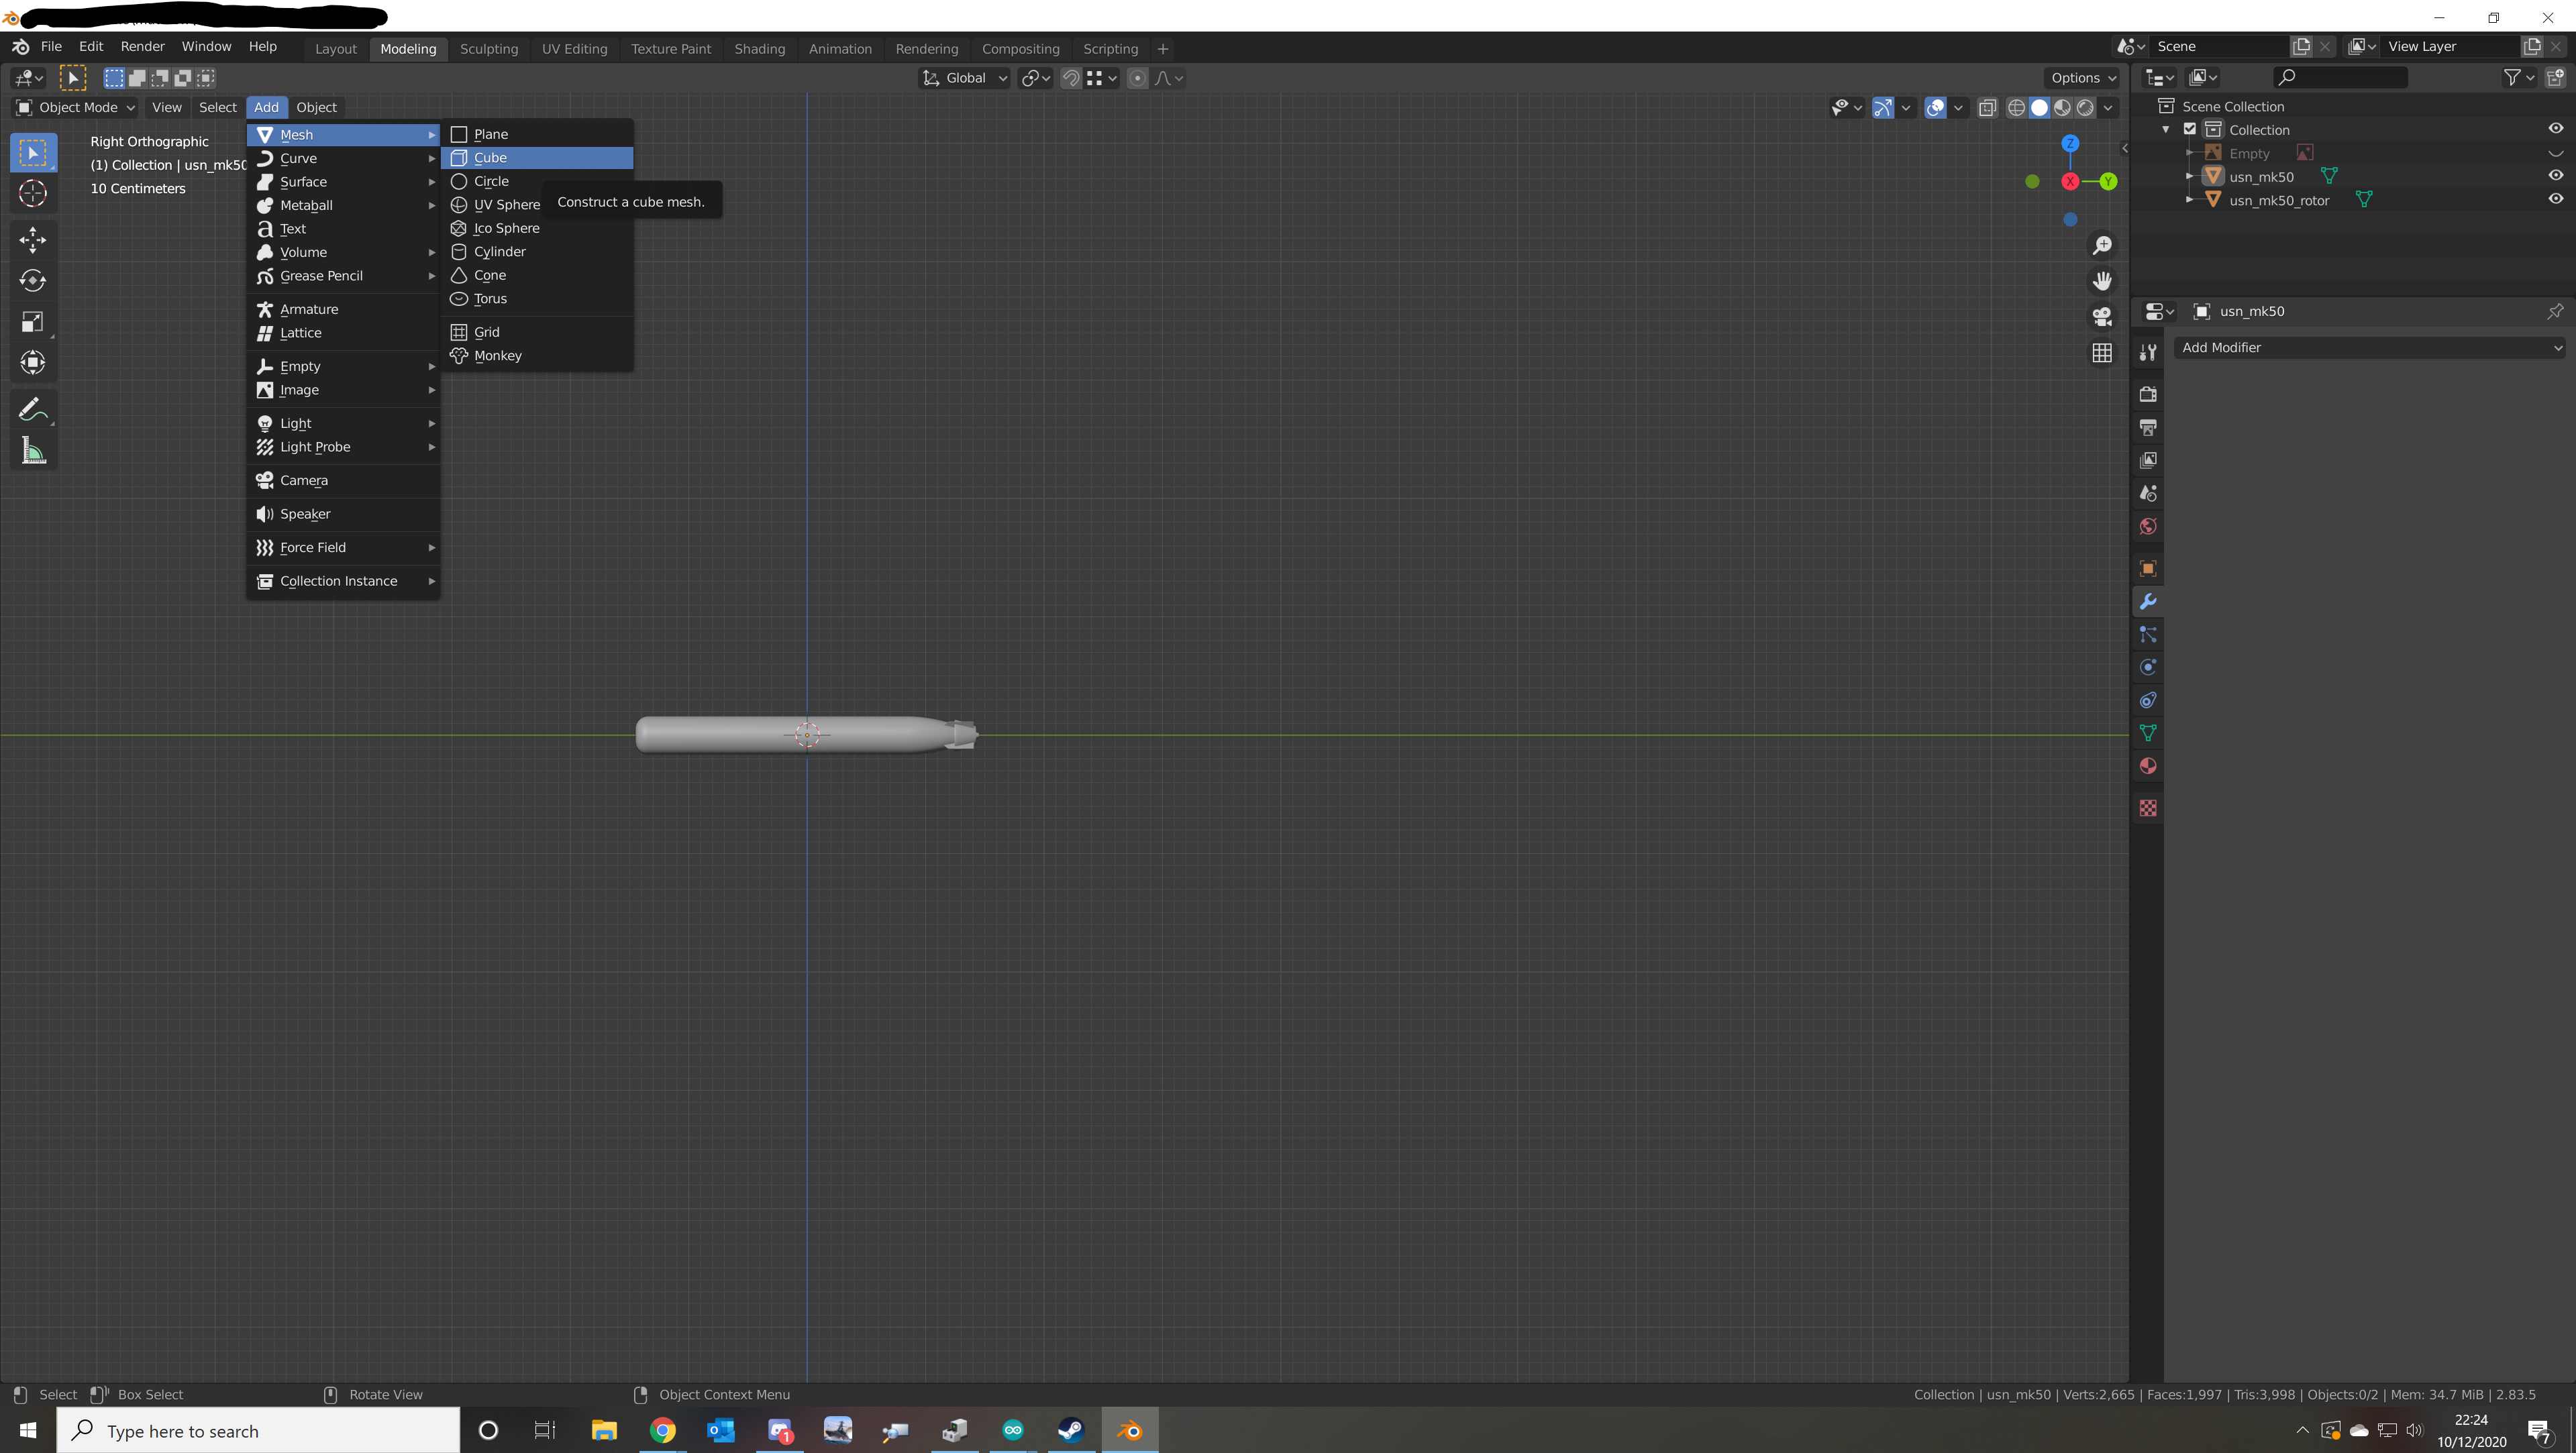 File Edit Render Window Help Layout Modeling Sculpting UV Editing Texture Paint Shading Animation Rendering Compositing Scripting + Scene View Layer
Global Options
Object Mode View Select Add Object
Scene Collection
Collection
Empty
usn_mk50
usn_mk50_rotor
Right Orthographic
(1) Collection | usn_mk50
10 Centimeters
Mesh
Curve
Surface
Metaball
Text
Volume
Grease Pencil
Armature
Lattice
Empty
Image
Light
Light Probe
Camera
Speaker
Force Field
Collection Instance
Plane
Cube
Circle
UV Sphere
Ico Sphere
Cylinder
Cone
Torus
Grid
Monkey
Construct a cube mesh.
Z
X
Y
usn_mk50
Add Modifier
Select Box Select Rotate View Object Context Menu Collection | usn_mk50 | Verts:2,665 | Faces:1,997 | Tris:3,998 | Objects:0/2 | Mem: 34.7 MiB | 2.83.5
Type here to search
1
22:24
10/12/2020
7